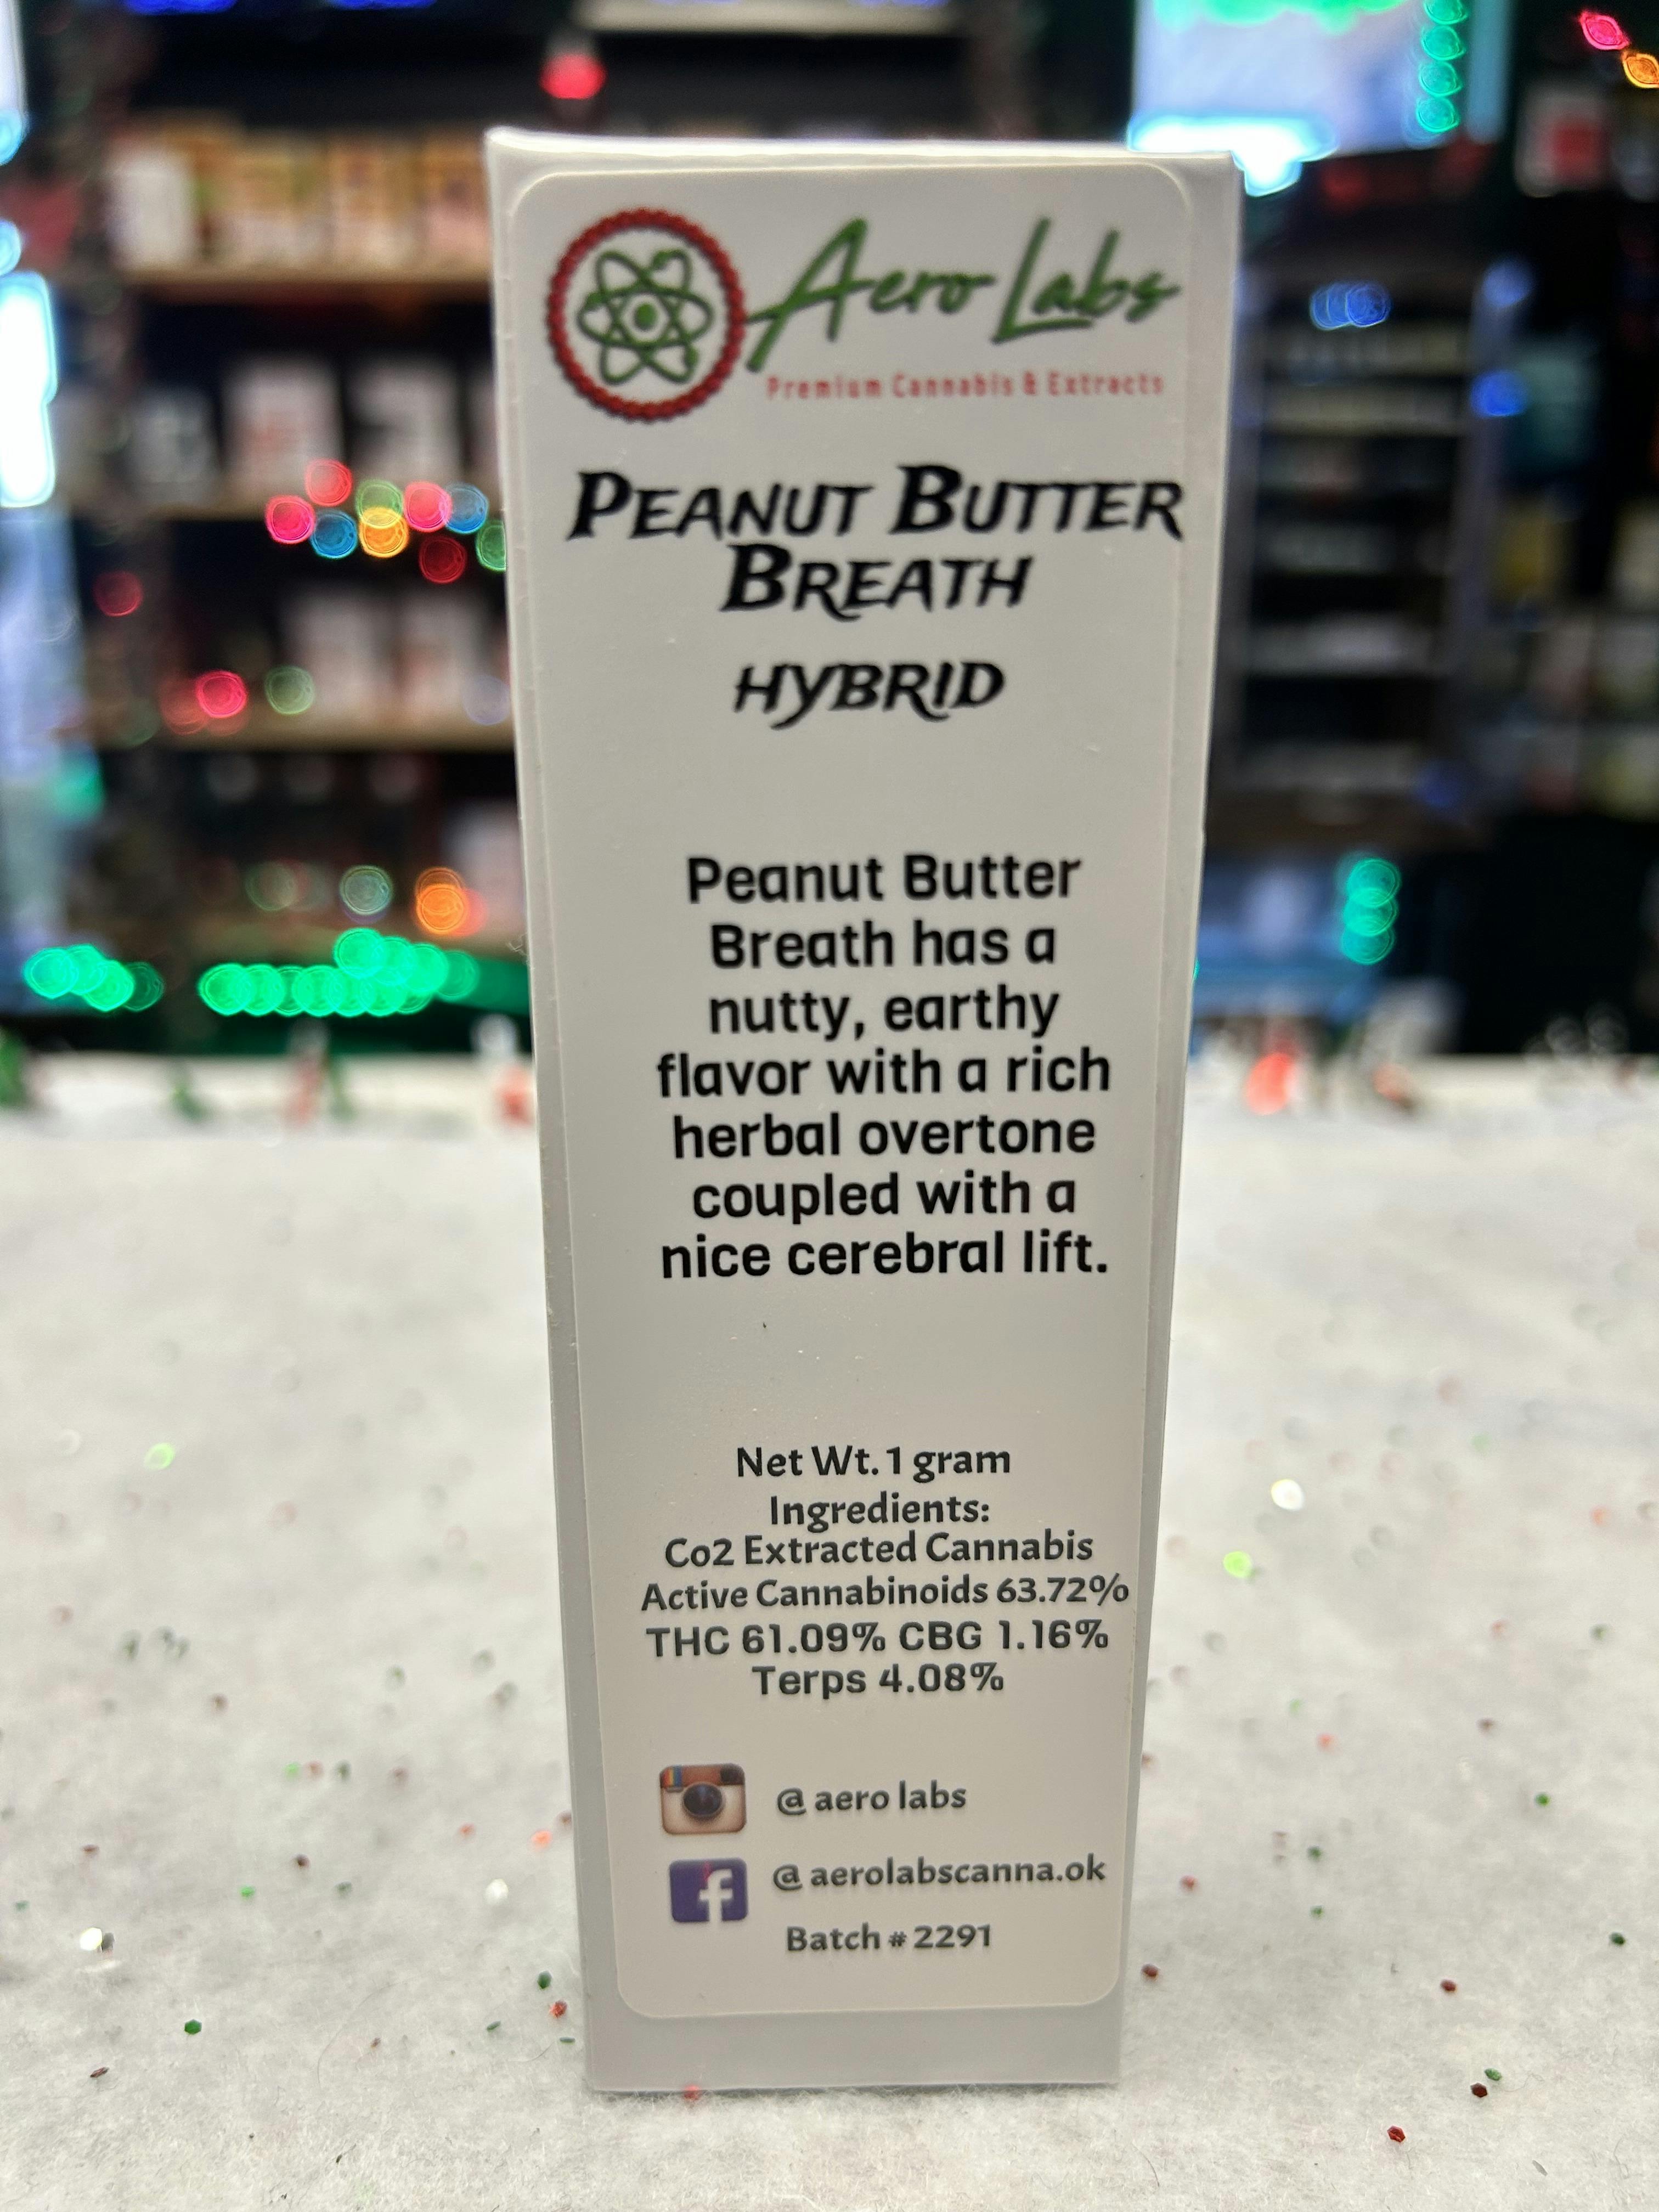 Aero Labs
Premium Cannabis & Extracts
PEANUT BUTTER
BREATH
HYBRID
Peanut Butter
Breath has a
nutty, earthy
flavor with a rich
herbal overtone
coupled with a
nice cerebral lift.
Net Wt. 1 gram
Ingredients:
Co2 Extracted Cannabis
Active Cannabinoids 63.72%
THC 61.09% CBG 1.16%
Terps 4.08%
@ aero labs
@ aerolabscanna.ok
Batch # 2291